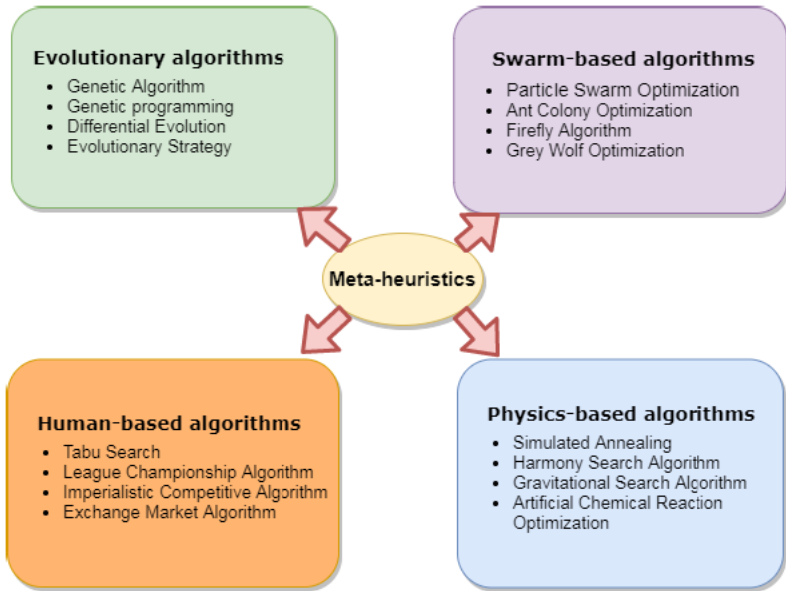 Evolutionary algorithms
• Genetic Algorithm
• Genetic programming
• Differential Evolution
• Evolutionary Strategy
Swarm-based algorithms
• Particle Swarm Optimization
• Ant Colony Optimization
• Firefly Algorithm
• Grey Wolf Optimization
Meta-heuristics
Human-based algorithms
• Tabu Search
• League Championship Algorithm
• Imperialistic Competitive Algorithm
• Exchange Market Algorithm
Physics-based algorithms
• Simulated Annealing
• Harmony Search Algorithm
• Gravitational Search Algorithm
• Artificial Chemical Reaction
Optimization